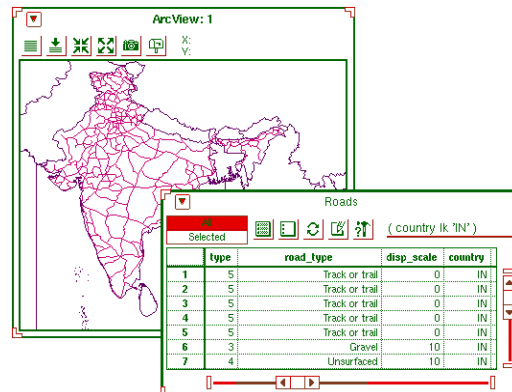 ArcView: 1
X:
Y:
Roads
All
Selected
( country lk 'IN' )
type road_type disp_scale country
1 5 Track or trail 0 IN
2 5 Track or trail 0 IN
3 5 Track or trail 0 IN
4 5 Track or trail 0 IN
5 5 Track or trail 0 IN
6 3 Gravel 10 IN
7 4 Unsurfaced 10 IN